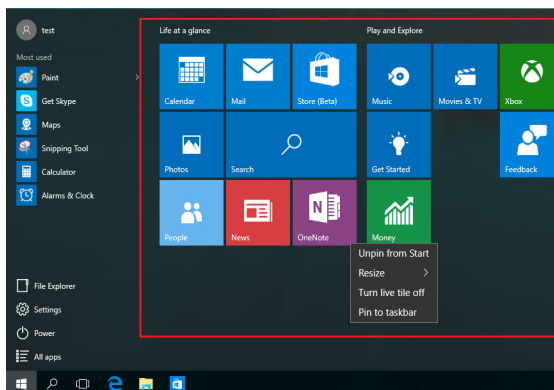 test
Most used
Paint
Get Skype
Maps
Snipping Tool
Calculator
Alarms & Clock
File Explorer
Settings
Power
All apps
Life at a glance
Calendar
Mail
Store (Beta)
Photos
Search
People
News
N
OneNote
Play and Explore
Music
Movies & TV
Xbox
Get Started
Feedback
Money
Unpin from Start
Resize
Turn live tile off
Pin to taskbar